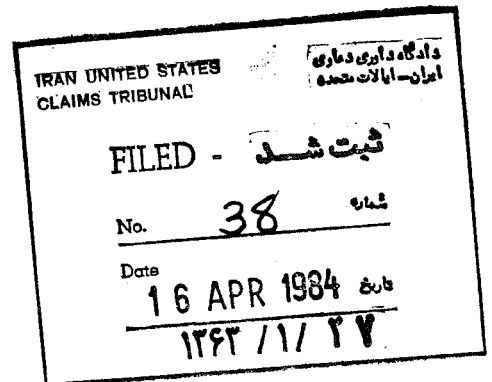 IRAN UNITED STATES
CLAIMS TRIBUNAL
دادگاه داوری دعاوی
ایران - ایالات متحده
FILED - ثبت شد
No. 38 شماره
Date
16 APR 1984 تاریخ
۱۳۶۳ /۱/ ۲۷